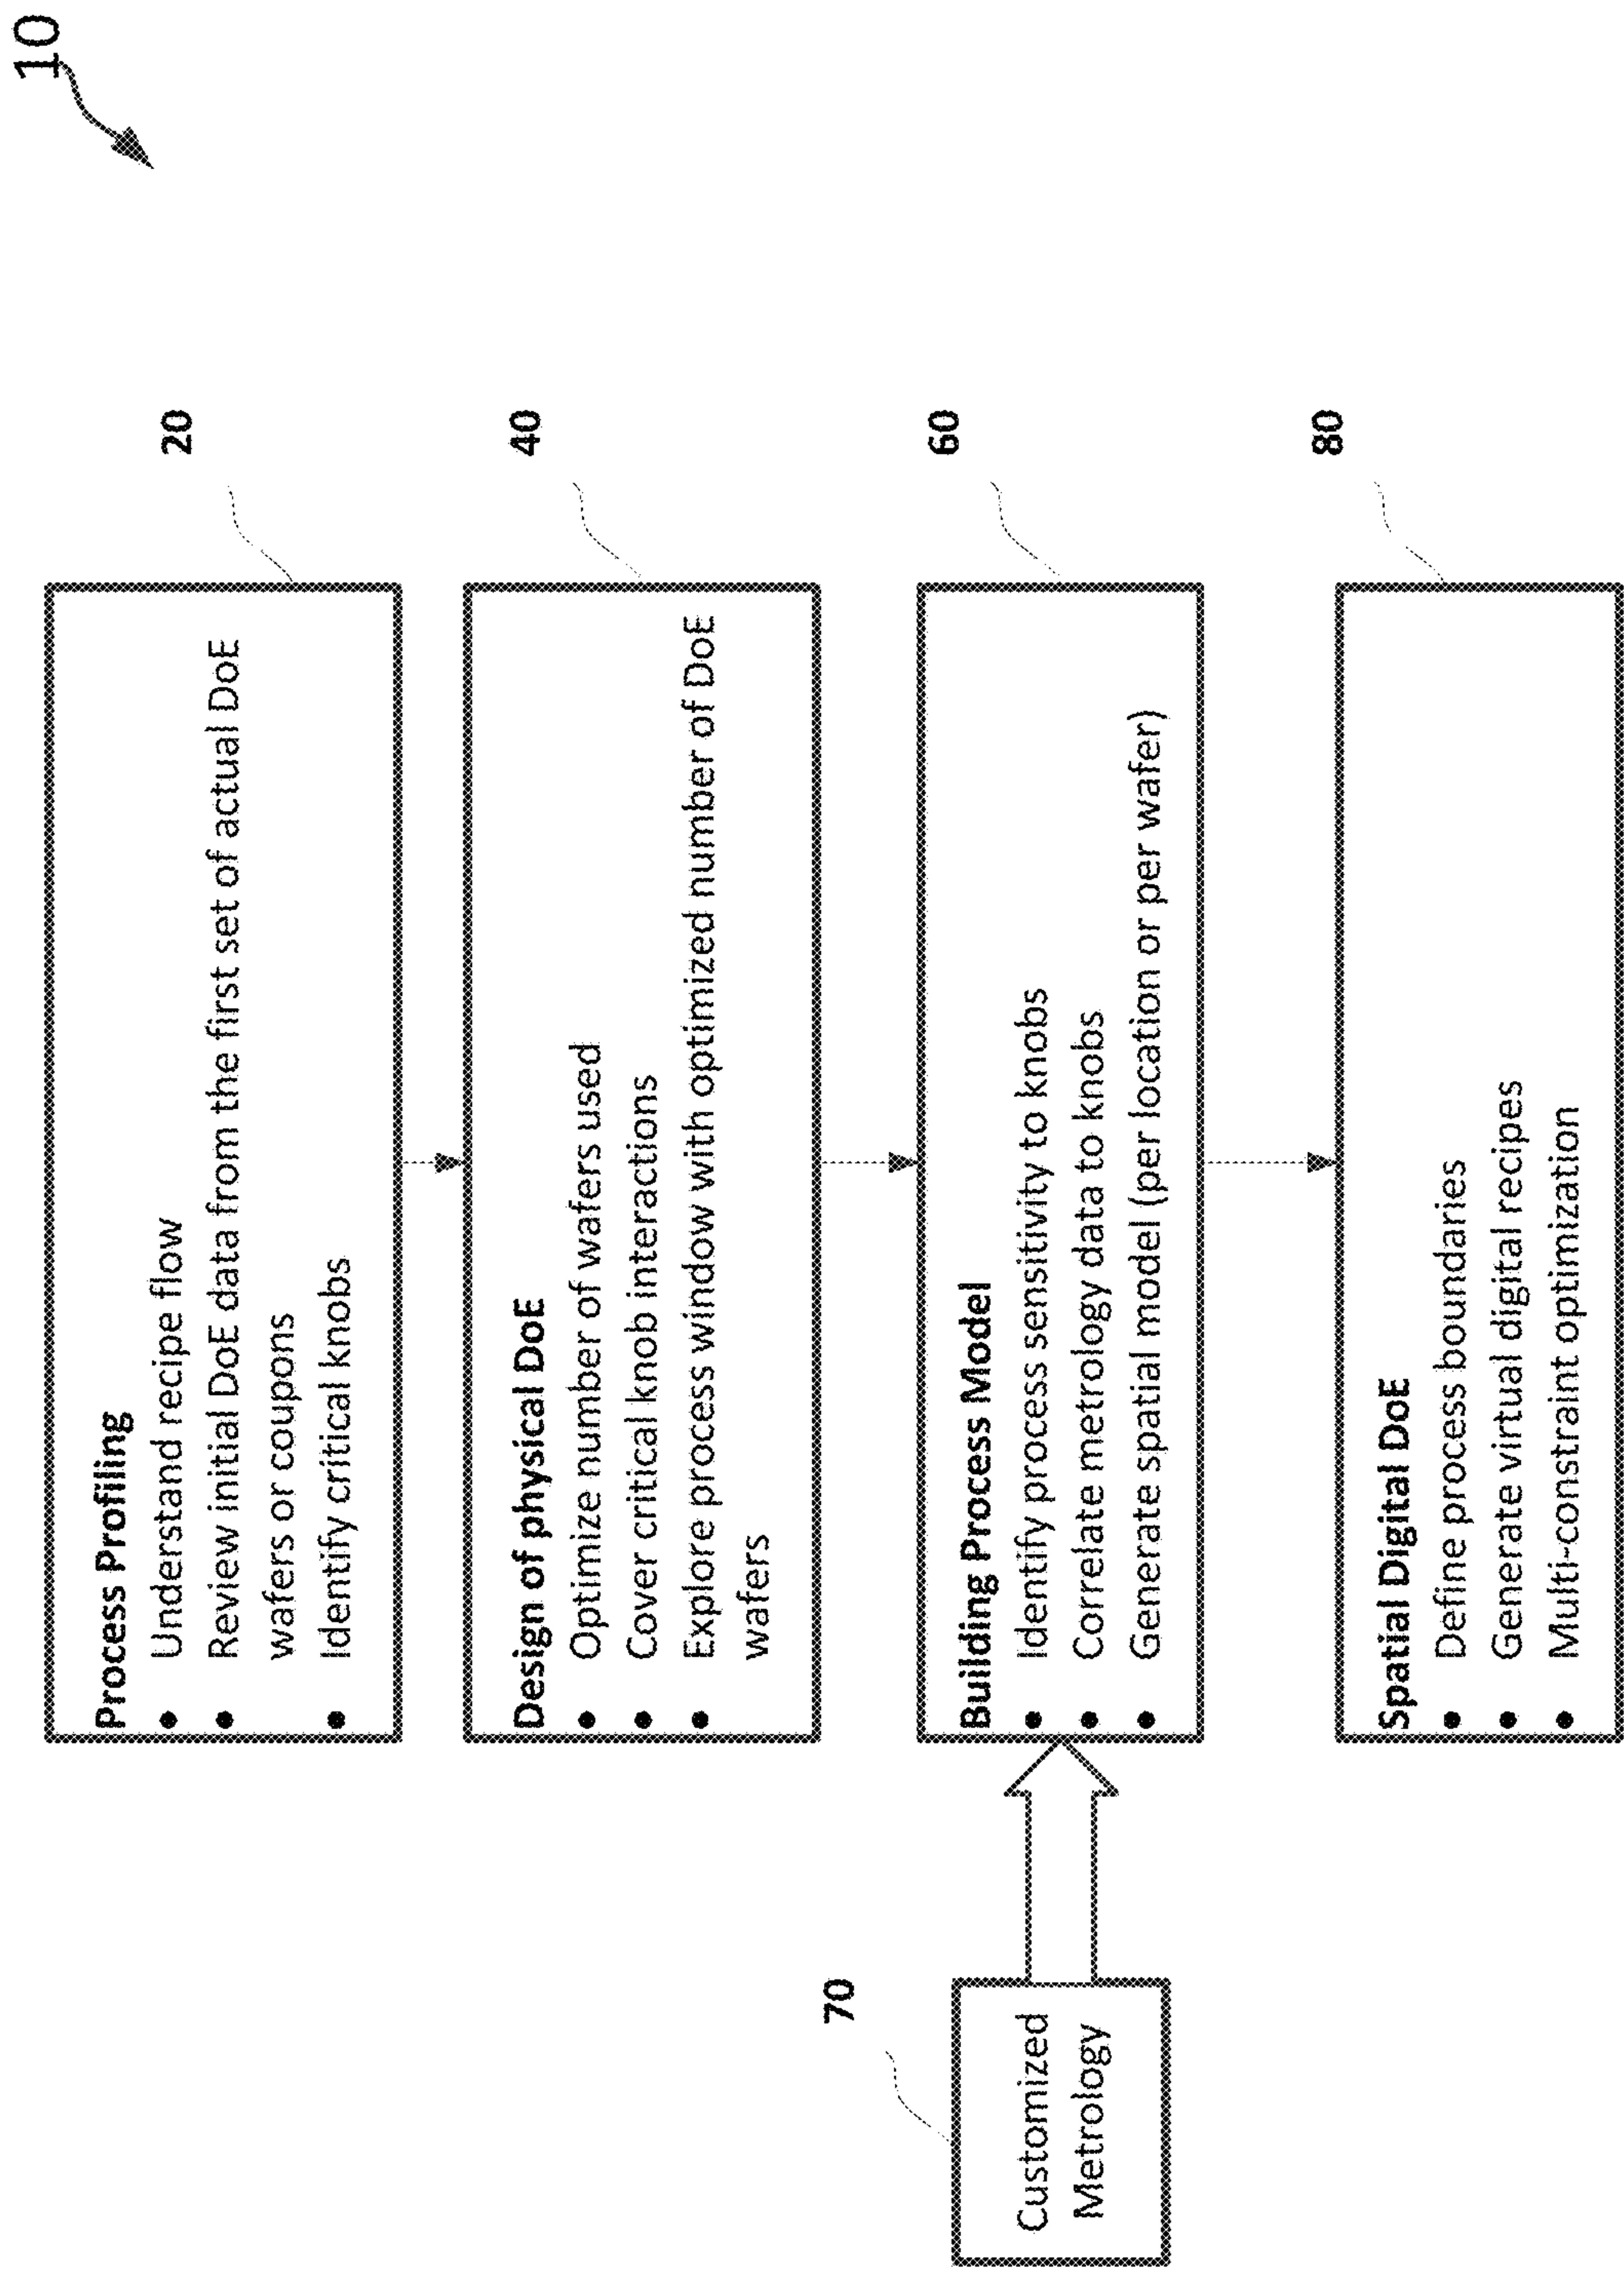 10
Process Profiling
● Understand recipe flow
● Review initial DoE data from the first set of actual DoE
wafers or coupons
● Identify critical knobs
20
Design of physical DoE
● Optimize number of wafers used
● Cover critical knob interactions
● Explore process window with optimized number of DoE
wafers
40
70
Customized
Metrology
Building Process Model
● Identify process sensitivity to knobs
● Correlate metrology data to knobs
● Generate spatial model (per location or per wafer)
60
Spatial Digital DoE
● Define process boundaries
● Generate virtual digital recipes
● Multi-constraint optimization
80